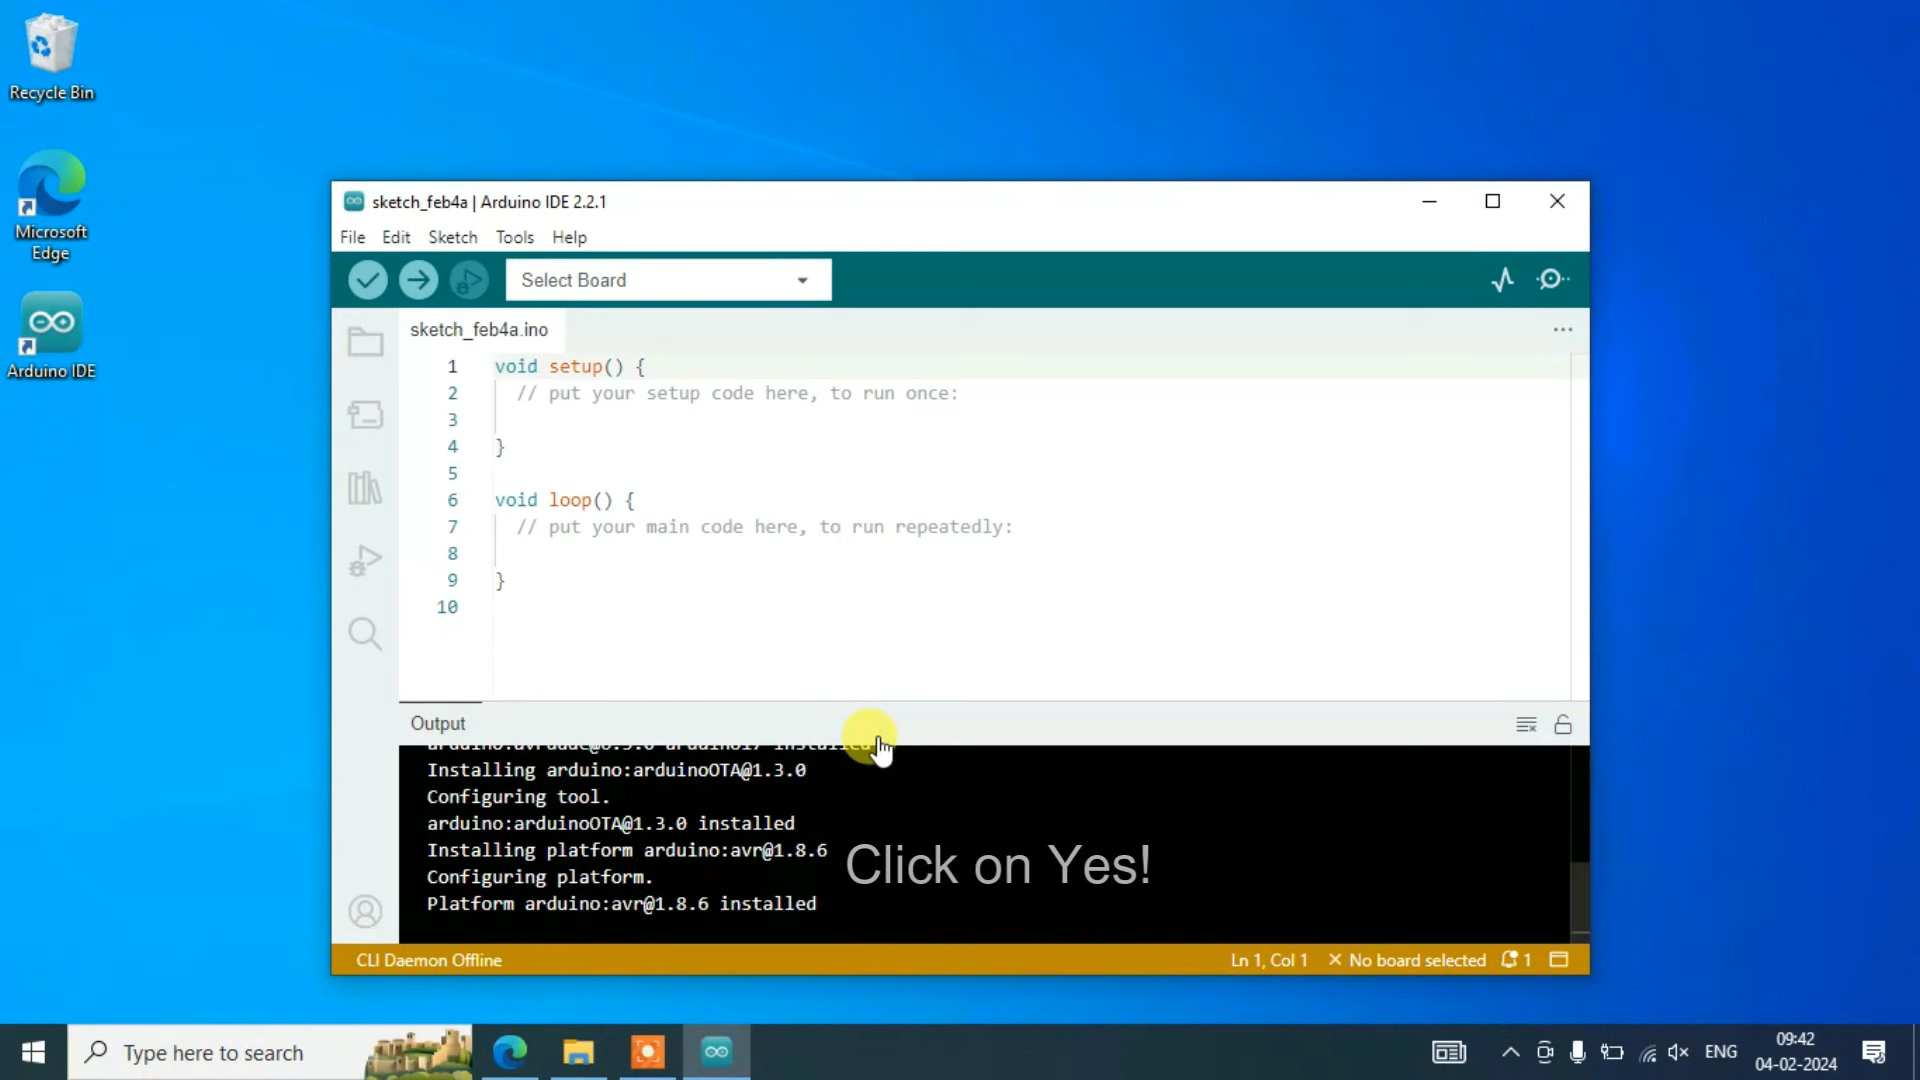 Recycle Bin
Microsoft
Edge
Arduino IDE
sketch_feb4a | Arduino IDE 2.2.1
File Edit Sketch Tools Help
Select Board
sketch_feb4a.ino
1 void setup() {
2 // put your setup code here, to run once:
3
4 }
5
6 void loop() {
7 // put your main code here, to run repeatedly:
8
9 }
10
Output
Installing arduino:arduinoOTA@1.3.0
Configuring tool.
arduino:arduinoOTA@1.3.0 installed
Installing platform arduino:avr@1.8.6
Configuring platform.
Platform arduino:avr@1.8.6 installed
Click on Yes!
CLI Daemon Offline
Ln 1, Col 1 × No board selected 1
Type here to search
ENG
09:42
04-02-2024